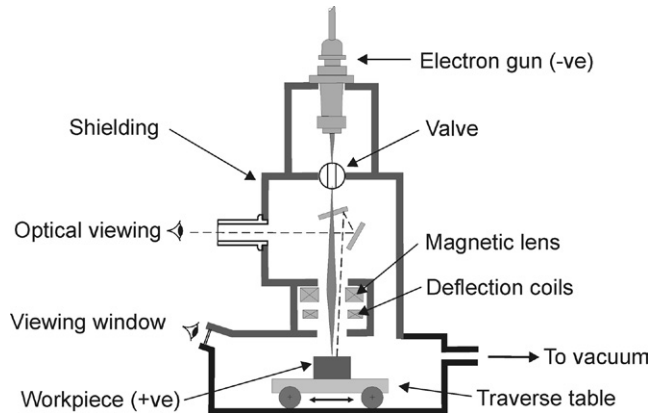 Electron gun (-ve)
Shielding
Valve
Optical viewing
Magnetic lens
Deflection coils
Viewing window
To vacuum
Workpiece (+ve)
Traverse table